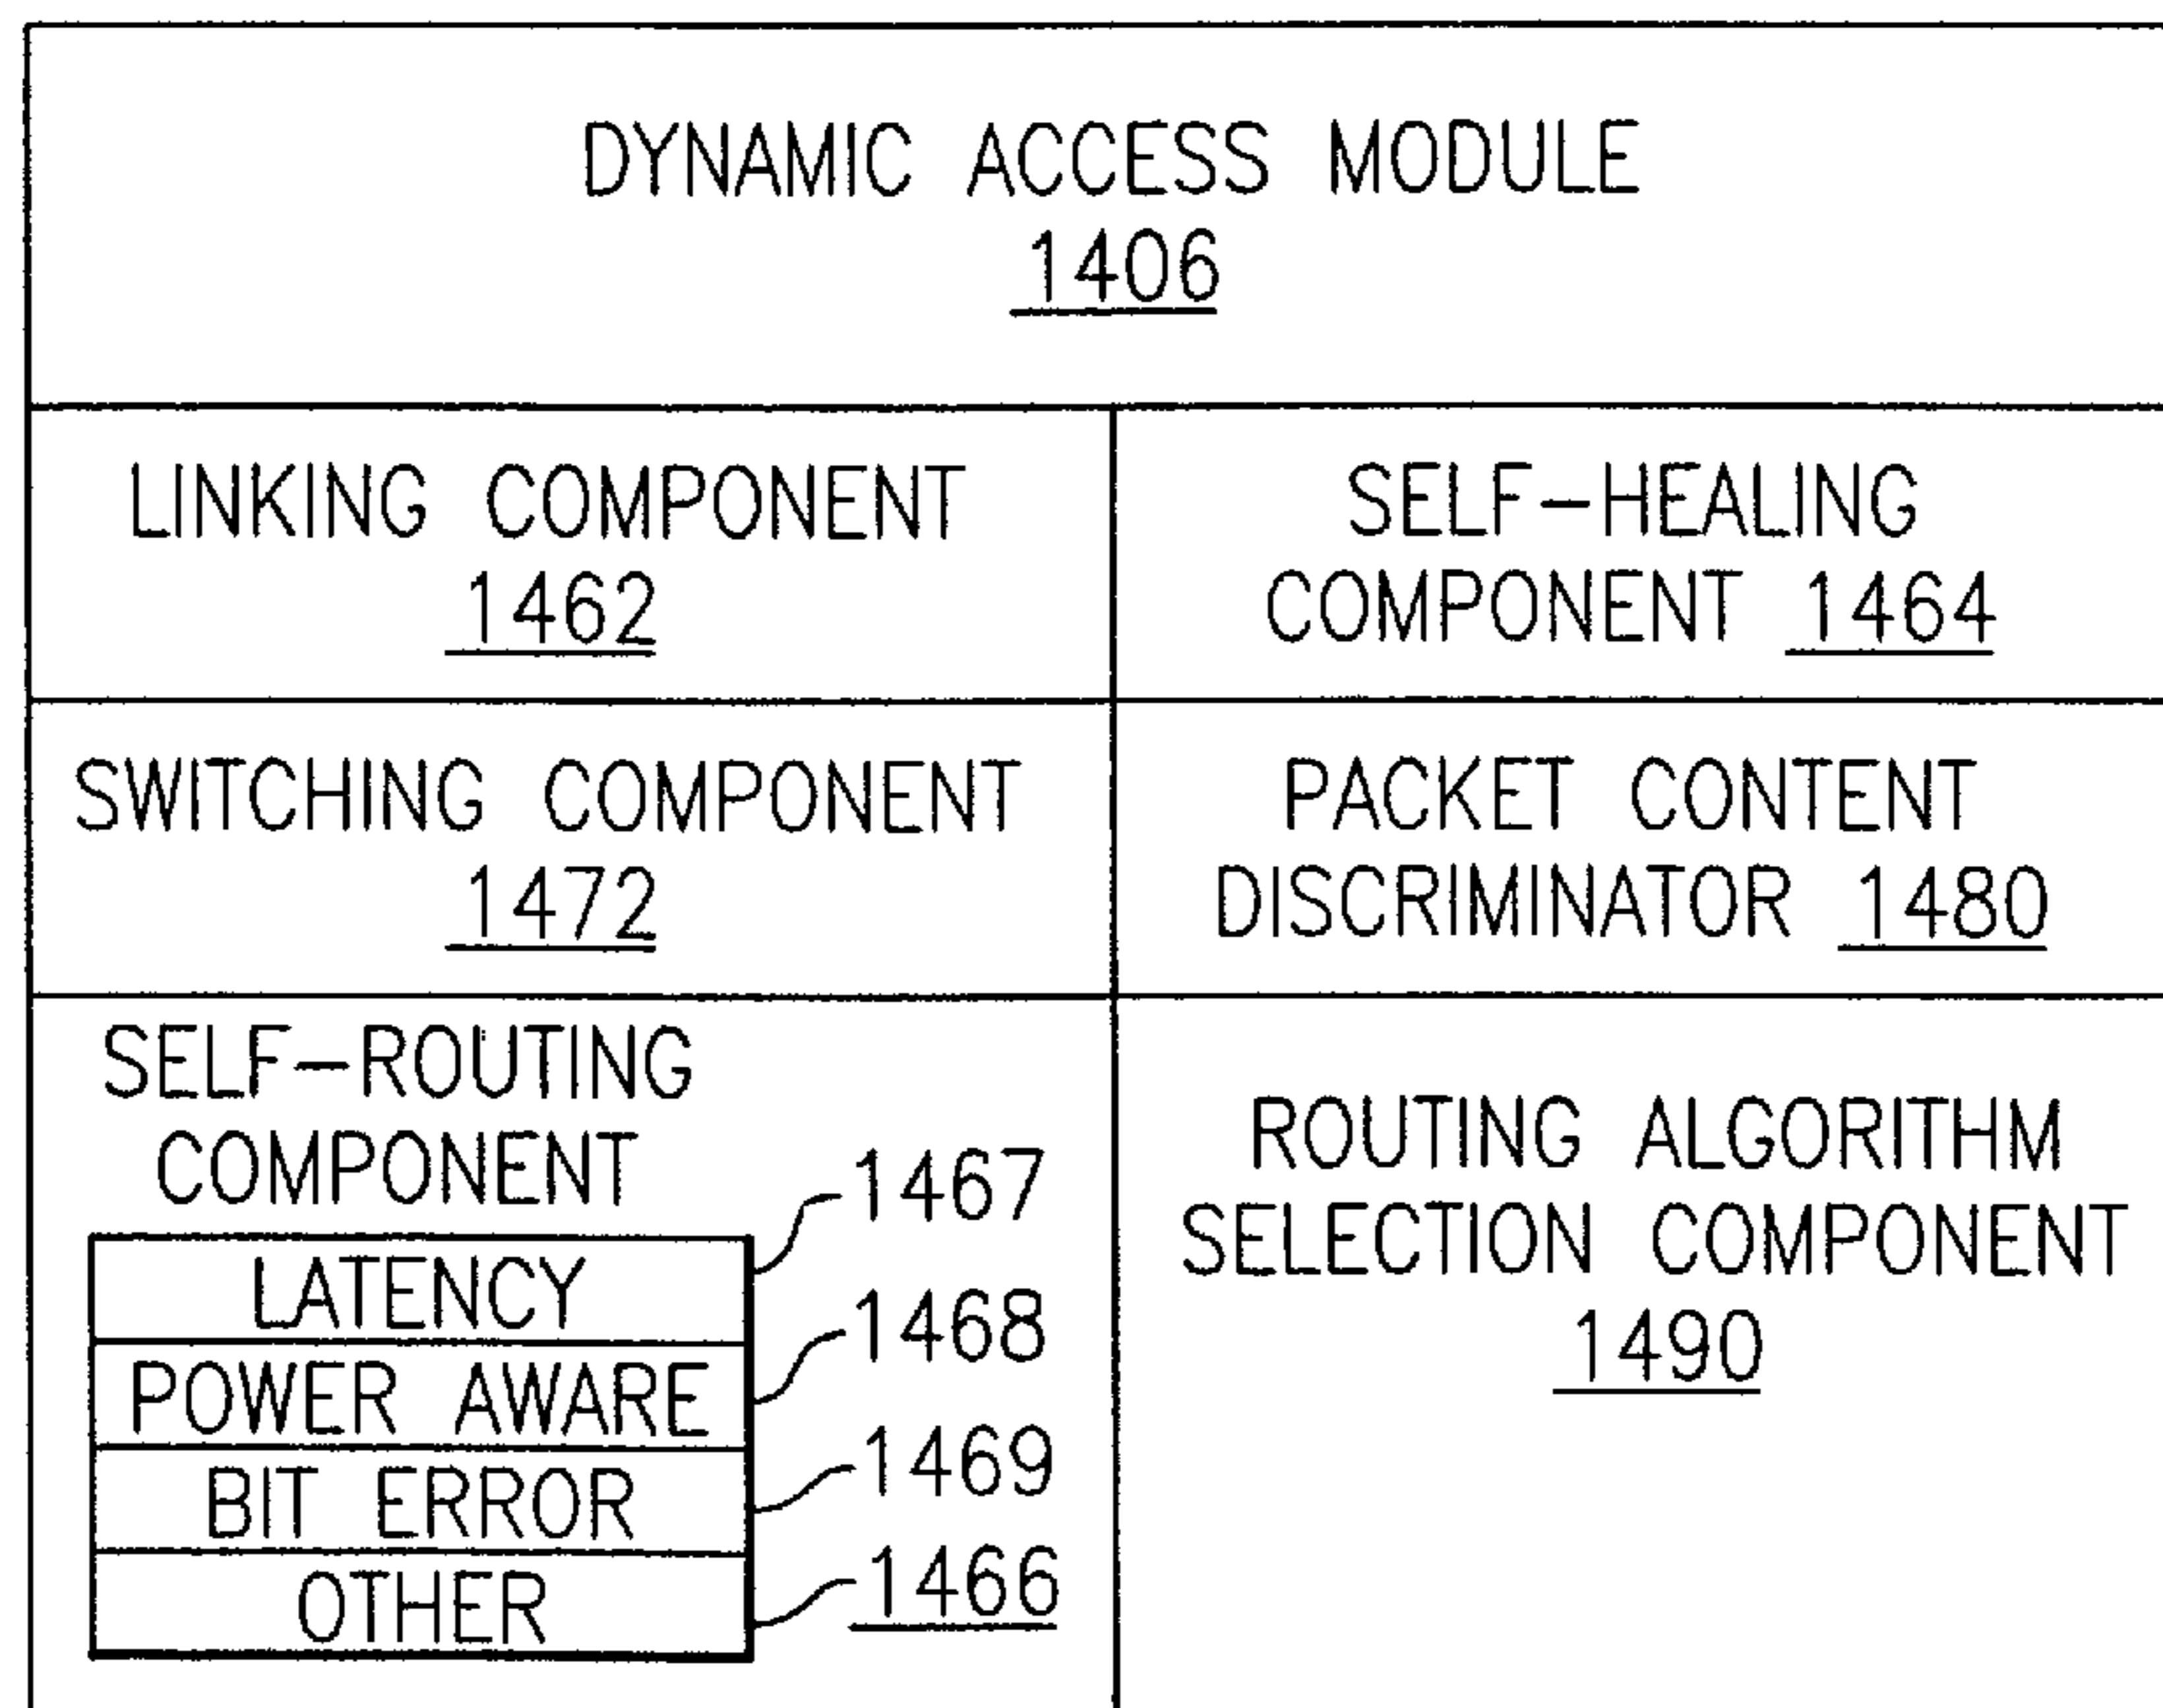 DYNAMIC ACCESS MODULE
1406
LINKING COMPONENT
1462
SELF-HEALING
COMPONENT 1464
SWITCHING COMPONENT
1472
PACKET CONTENT
DISCRIMINATOR 1480
SELF-ROUTING
COMPONENT
LATENCY
1467
POWER AWARE
1468
BIT ERROR
1469
OTHER
1466
ROUTING ALGORITHM
SELECTION COMPONENT
1490